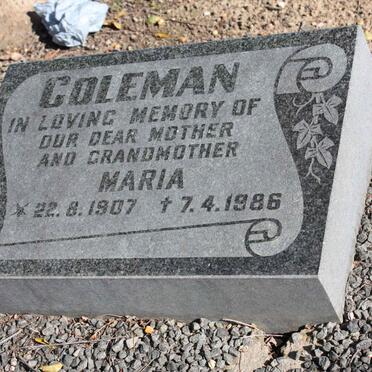 COLEMAN
IN LOVING MEMORY OF
OUR DEAR MOTHER
AND GRANDMOTHER
MARIA
22.8.1907 † 7.4.1986